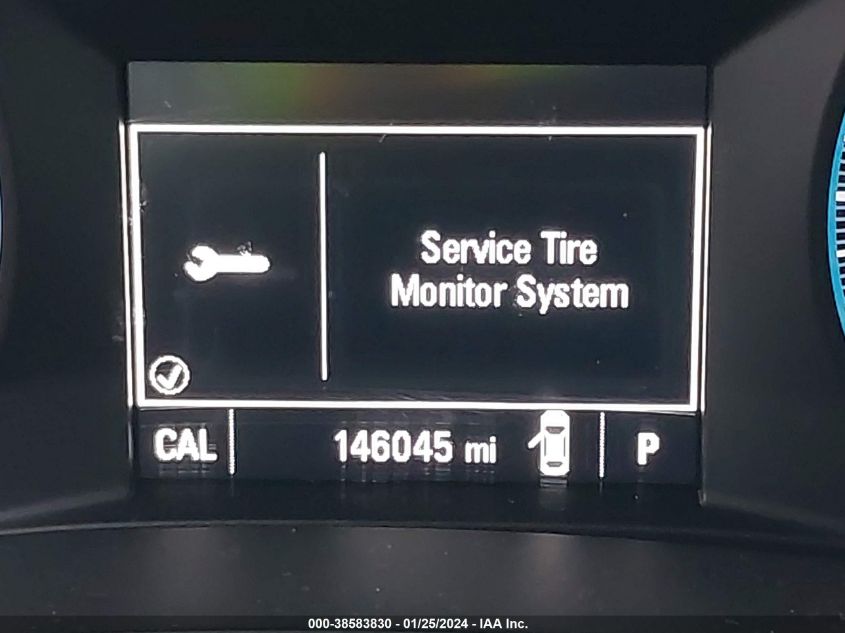 Service Tire
Monitor System
CAL 146045 mi P
000-38583830 - 01/25/2024 - IAA Inc.